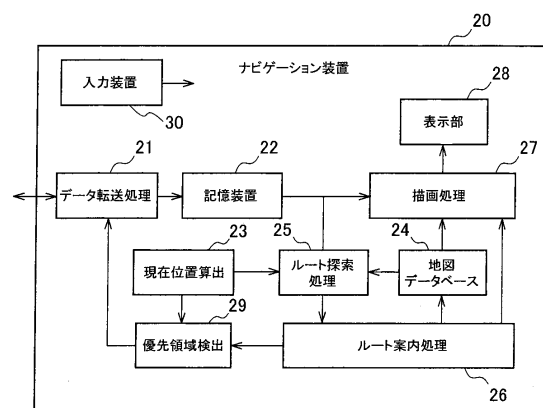 20
ナビゲーション装置
入力装置
30
28
表示部
21
データ転送処理
22
記憶装置
27
描画処理
23
現在位置算出
25
ルート探索
処理
24
地図
データベース
29
優先領域検出
ルート案内処理
26